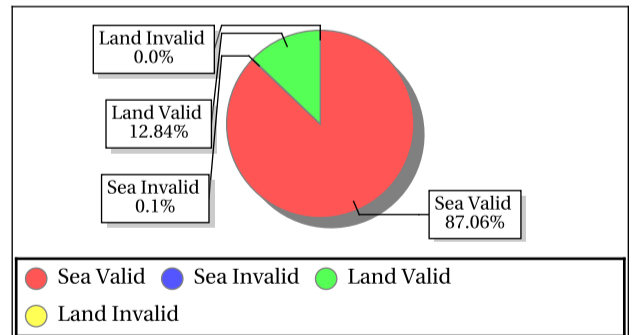 Land Invalid
0.0%
Land Valid
12.84%
Sea Invalid
0.1%
Sea Valid
87.06%
Sea Valid Sea Invalid Land Valid
Land Invalid